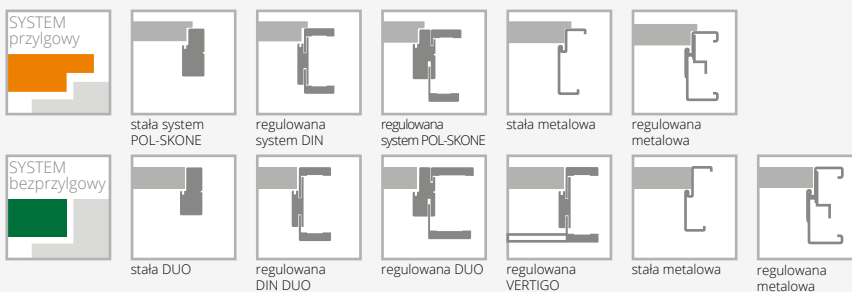 SYSTEM
przylgowy
stała system
POL-SKONE
regulowana
system DIN
regulowana
system POL-SKONE
stała metalowa
regulowana
metalowa
SYSTEM
bezprzylgowy
stała DUO
regulowana
DIN DUO
regulowana DUO
regulowana
VERTIGO
stała metalowa
regulowana
metalowa